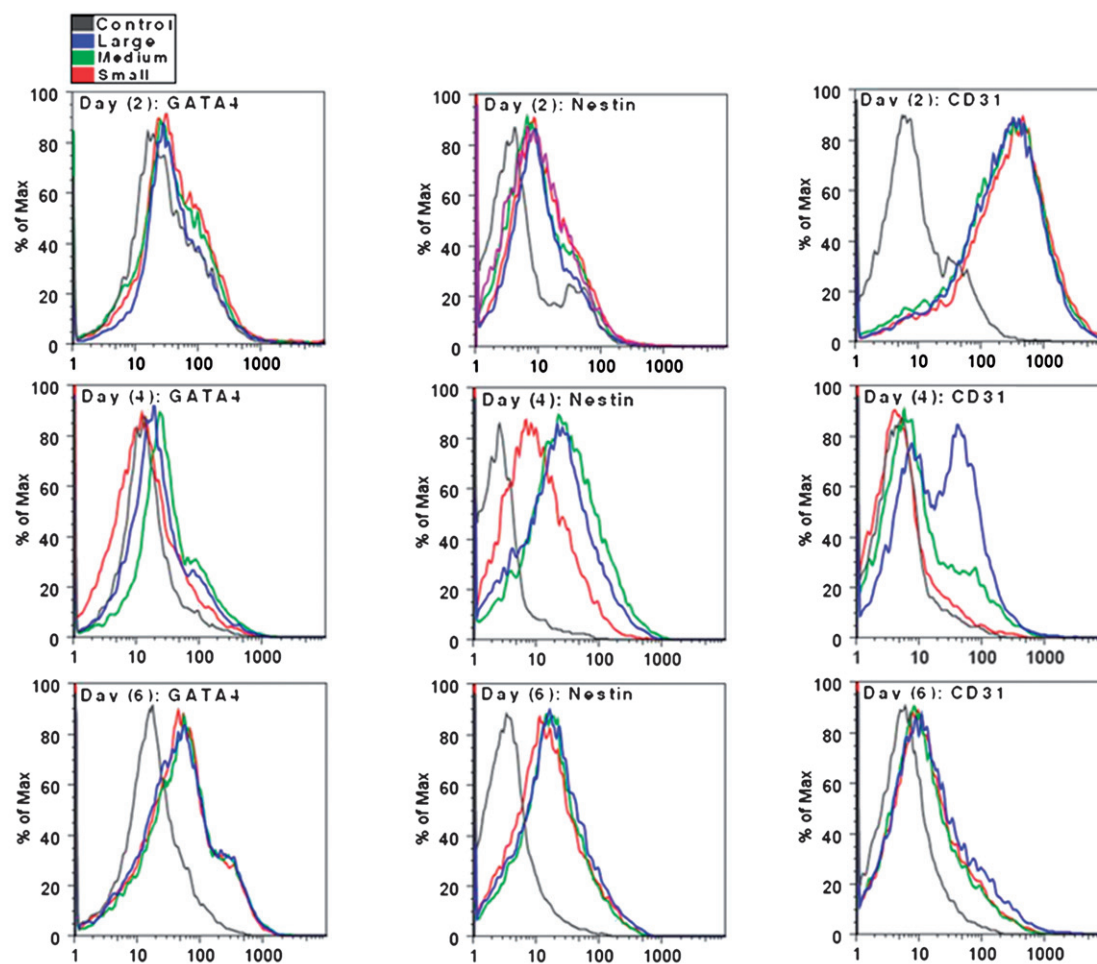 Control
Large
Medium
Small
Day (2): GATA4
Day (2): Nestin
Day (2): CD31
% of Max
100
80
60
40
20
0
1 10 100 1000
% of Max
100
80
60
40
20
0
1 10 100 1000
% of Max
100
80
60
40
20
0
1 10 100 1000
Day (4): GATA4
Day (4): Nestin
Day (4): CD31
% of Max
100
80
60
40
20
0
1 10 100 1000
% of Max
100
80
60
40
20
0
1 10 100 1000
% of Max
100
80
60
40
20
0
1 10 100 1000
Day (6): GATA4
Day (6): Nestin
Day (6): CD31
% of Max
100
80
60
40
20
0
1 10 100 1000
% of Max
100
80
60
40
20
0
1 10 100 1000
% of Max
100
80
60
40
20
0
1 10 100 1000